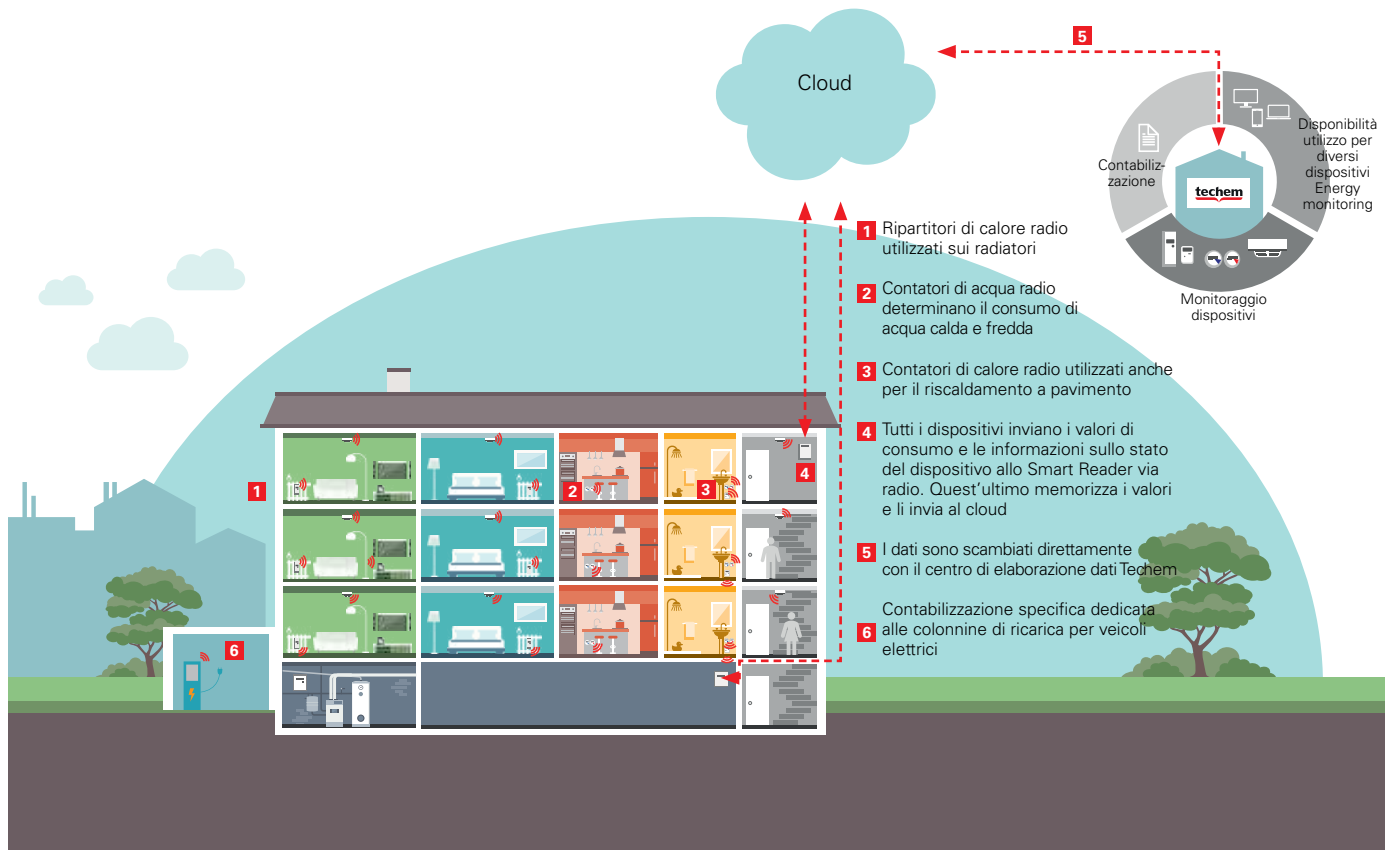 Cloud
5
Disponibilità
utilizzo per
diversi
dispositivi
Energy
monitoring
Contabiliz-
zazione
techem
Monitoraggio
dispositivi
1 Ripartitori di calore radio
utilizzati sui radiatori
2 Contatori di acqua radio
determinano il consumo di
acqua calda e fredda
3 Contatori di calore radio utilizzati anche
per il riscaldamento a pavimento
4 Tutti i dispositivi inviano i valori di
consumo e le informazioni sullo stato
del dispositivo allo Smart Reader via
radio. Quest’ultimo memorizza i valori
e li invia al cloud
5 I dati sono scambiati direttamente
con il centro di elaborazione dati Techem
Contabilizzazione specifica dedicata
6 alle colonnine di ricarica per veicoli
elettrici
1
2
3
4
6